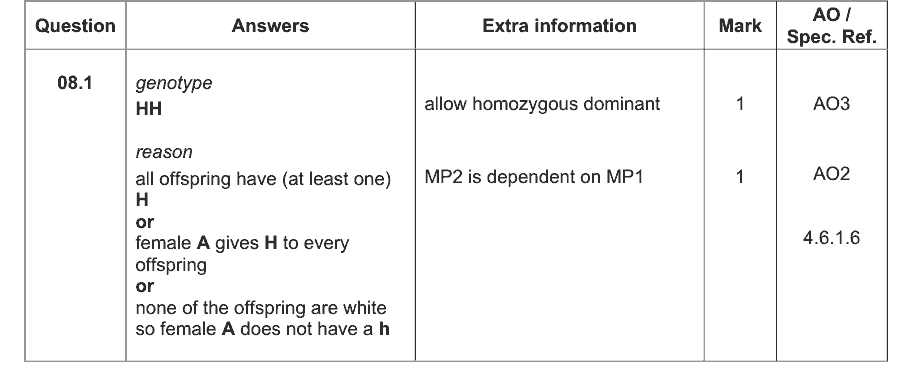 Question Answers Extra information Mark AO /
Spec. Ref.
08.1 genotype
HH allow homozygous dominant 1 AO3
reason
all offspring have (at least one) MP2 is dependent on MP1 1 AO2
H
or
female A gives H to every 4.6.1.6
offspring
or
none of the offspring are white
so female A does not have a h